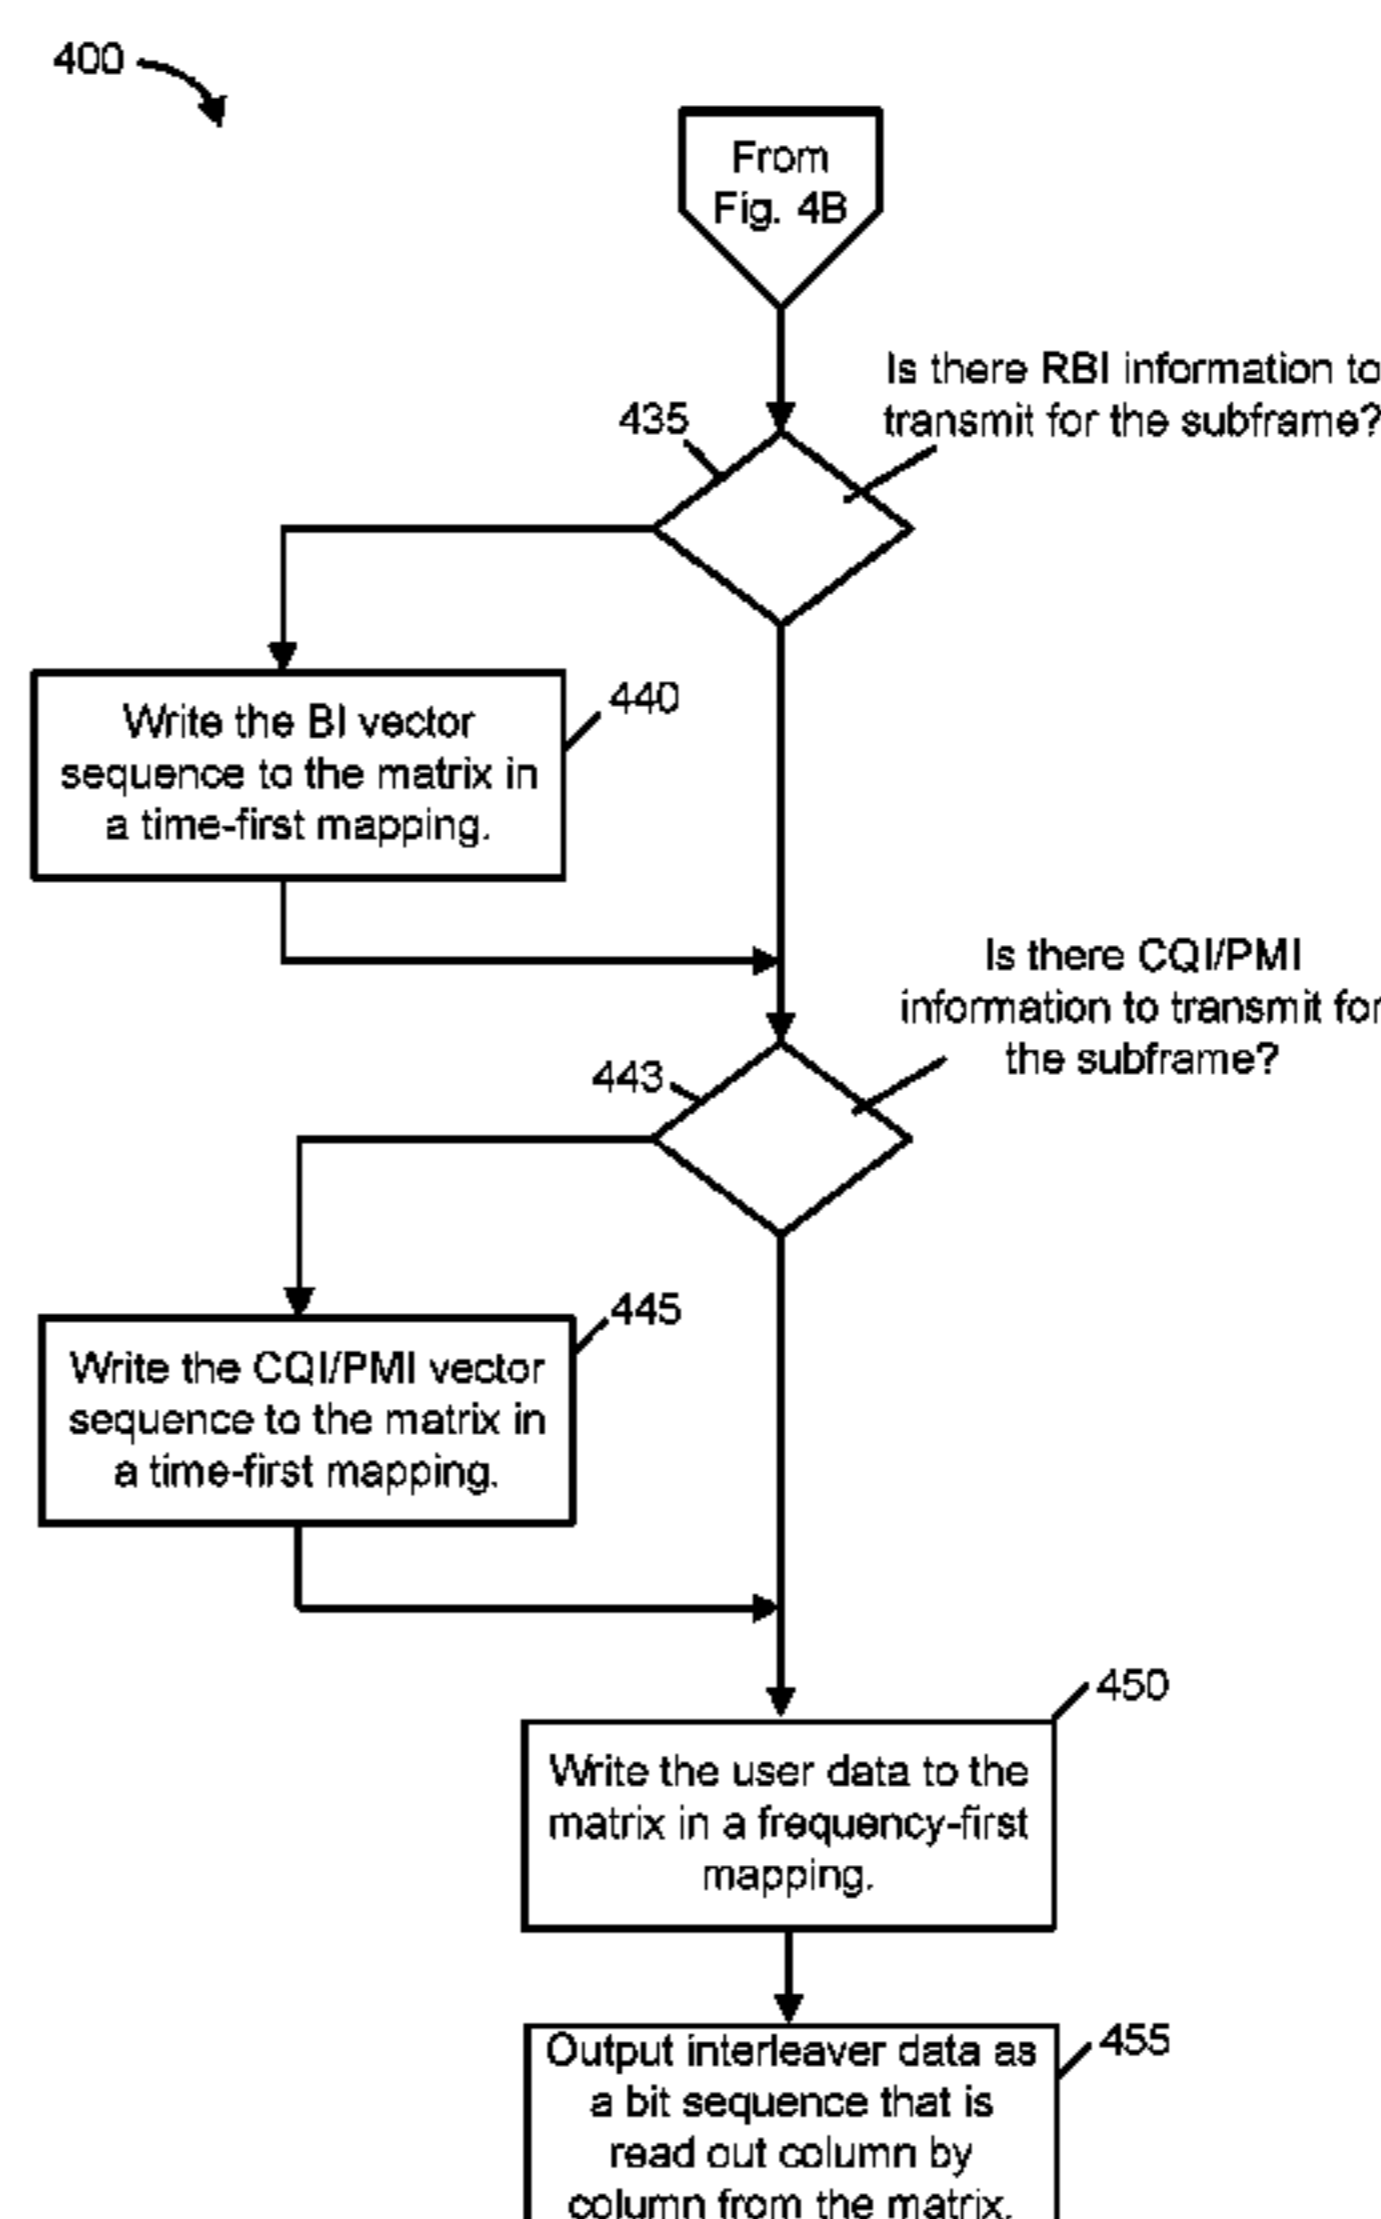 400
From
Fig. 4B
Is there RBI information to
transmit for the subframe?
435
Write the BI vector
sequence to the matrix in
a time-first mapping.
440
Is there CQI/PMI
information to transmit for
the subframe?
443
445
Write the CQI/PMI vector
sequence to the matrix in
a time-first mapping.
450
Write the user data to the
matrix in a frequency-first
mapping.
455
Output interleaver data as
a bit sequence that is
read out column by
column from the matrix.